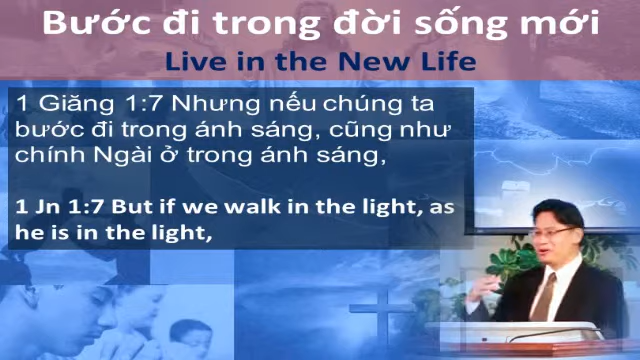 Bước đi trong đời sống mới
Live in the New Life
1 Giăng 1:7 Nhưng nếu chúng ta
bước đi trong ánh sáng, cũng như
chính Ngài ở trong ánh sáng,
1 Jn 1:7 But if we walk in the light, as
he is in the light,